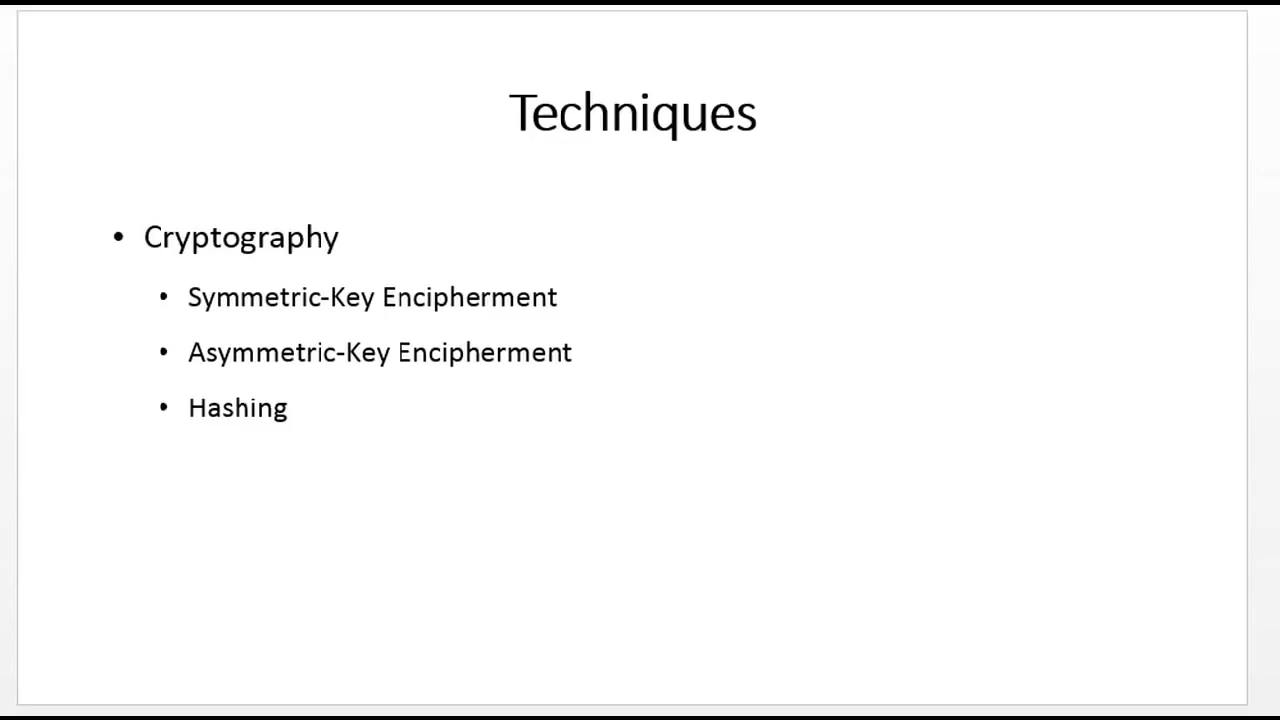 Techniques
• Cryptography
• Symmetric-Key Encipherment
• Asymmetric-Key Encipherment
• Hashing